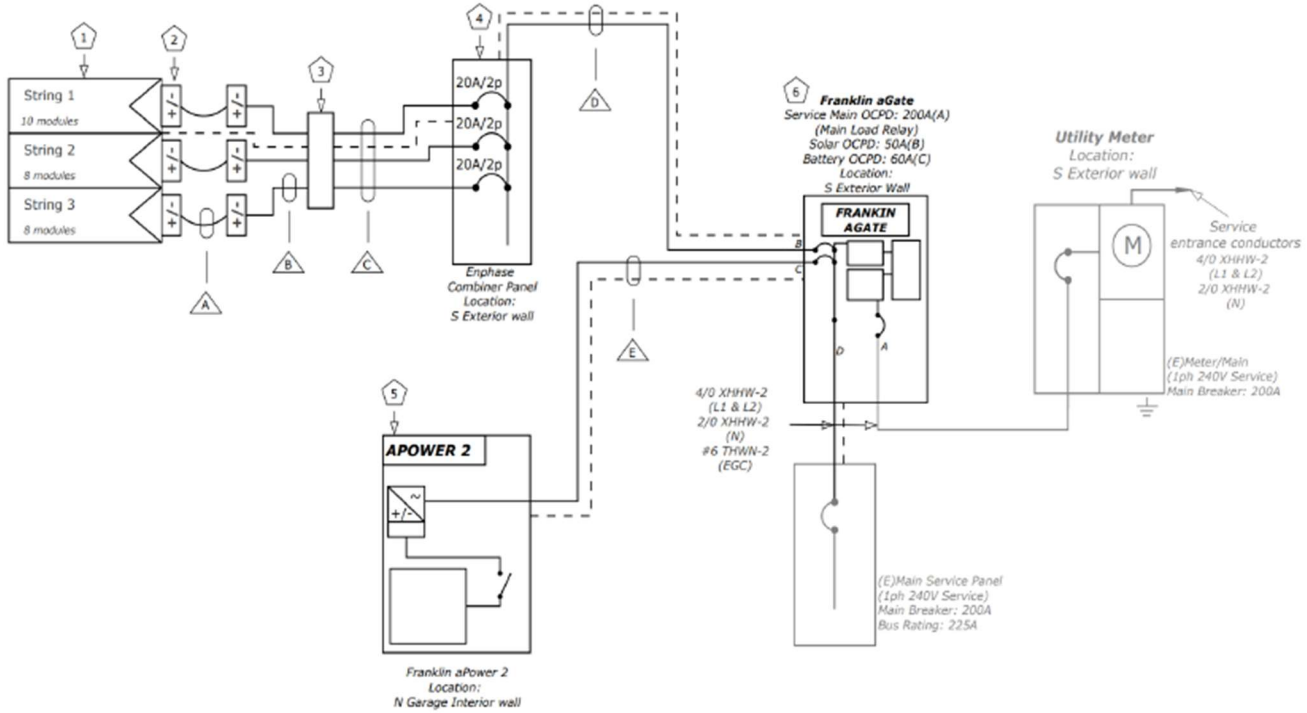 1
2
3
4
String 1
10 modules
String 2
8 modules
String 3
8 modules
-/+
-/+
-/+
-/+
-/+
-/+
A
B
C
D
20A/2p
20A/2p
20A/2p
Enphase
Combiner Panel
Location:
S Exterior wall
6
Franklin aGate
Service Main OCPD: 200A(A)
(Main Load Relay)
Solar OCPD: 50A(B)
Battery OCPD: 60A(C)
Location:
S Exterior Wall
FRANKIN
AGATE
B
C
D
A
E
Utility Meter
Location:
S Exterior wall
M
Service
entrance conductors
4/0 XHHW-2
(L1 & L2)
2/0 XHHW-2
(N)
(E)Meter/Main
(1ph 240V Service)
Main Breaker: 200A
4/0 XHHW-2
(L1 & L2)
2/0 XHHW-2
(N)
#6 THWN-2
(EGC)
5
APOWER 2
~
+/-
Franklin aPower 2
Location:
N Garage Interior wall
(E)Main Service Panel
(1ph 240V Service)
Main Breaker: 200A
Bus Rating: 225A